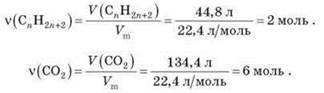 ν(CₙH₂ₙ₊₂) = V(CₙH₂ₙ₊₂) / Vₘ = 44,8 л / 22,4 л/моль = 2 моль .
ν(CO₂) = V(CO₂) / Vₘ = 134,4 л / 22,4 л/моль = 6 моль .